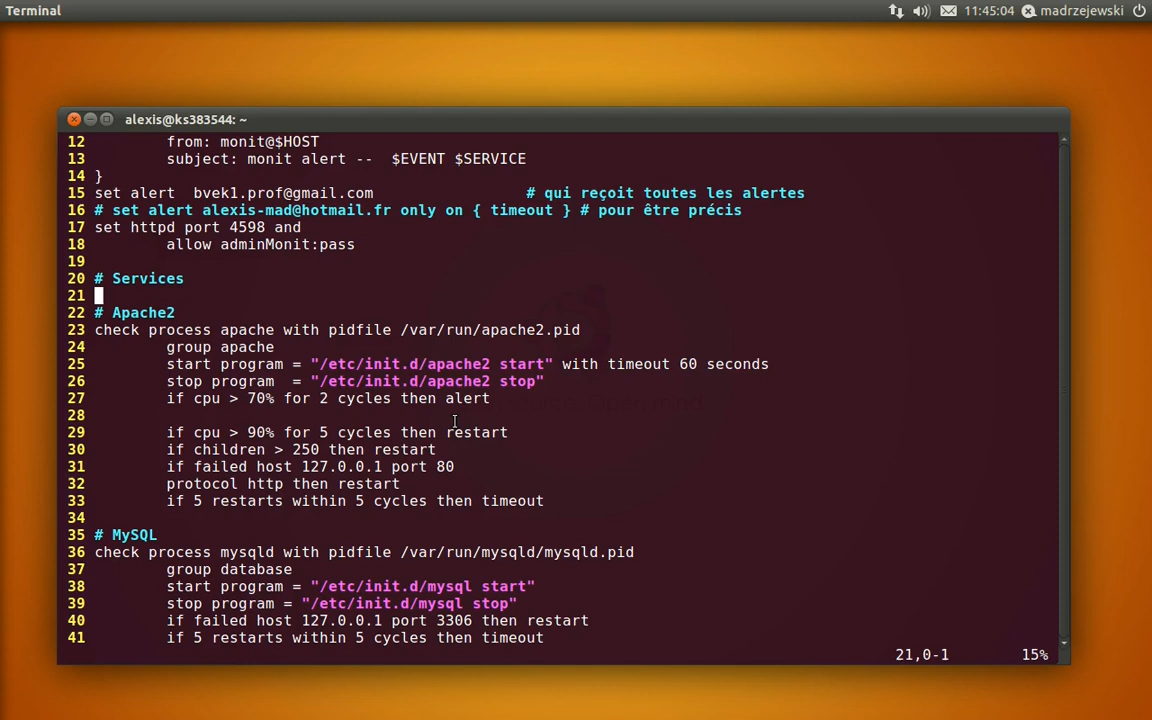 Terminal
11:45:04 madrzejewski
alexis@ks383544: ~
12 from: monit@$HOST
13 subject: monit alert -- $EVENT $SERVICE
14 }
15 set alert bvek1.prof@gmail.com # qui reçoit toutes les alertes
16 # set alert alexis-mad@hotmail.fr only on { timeout } # pour être précis
17 set httpd port 4598 and
18 allow adminMonit:pass
19
20 # Services
21
22 # Apache2
23 check process apache with pidfile /var/run/apache2.pid
24 group apache
25 start program = "/etc/init.d/apache2 start" with timeout 60 seconds
26 stop program = "/etc/init.d/apache2 stop"
27 if cpu > 70% for 2 cycles then alert
28
29 if cpu > 90% for 5 cycles then restart
30 if children > 250 then restart
31 if failed host 127.0.0.1 port 80
32 protocol http then restart
33 if 5 restarts within 5 cycles then timeout
34
35 # MySQL
36 check process mysqld with pidfile /var/run/mysqld/mysqld.pid
37 group database
38 start program = "/etc/init.d/mysql start"
39 stop program = "/etc/init.d/mysql stop"
40 if failed host 127.0.0.1 port 3306 then restart
41 if 5 restarts within 5 cycles then timeout
21,0-1 15%